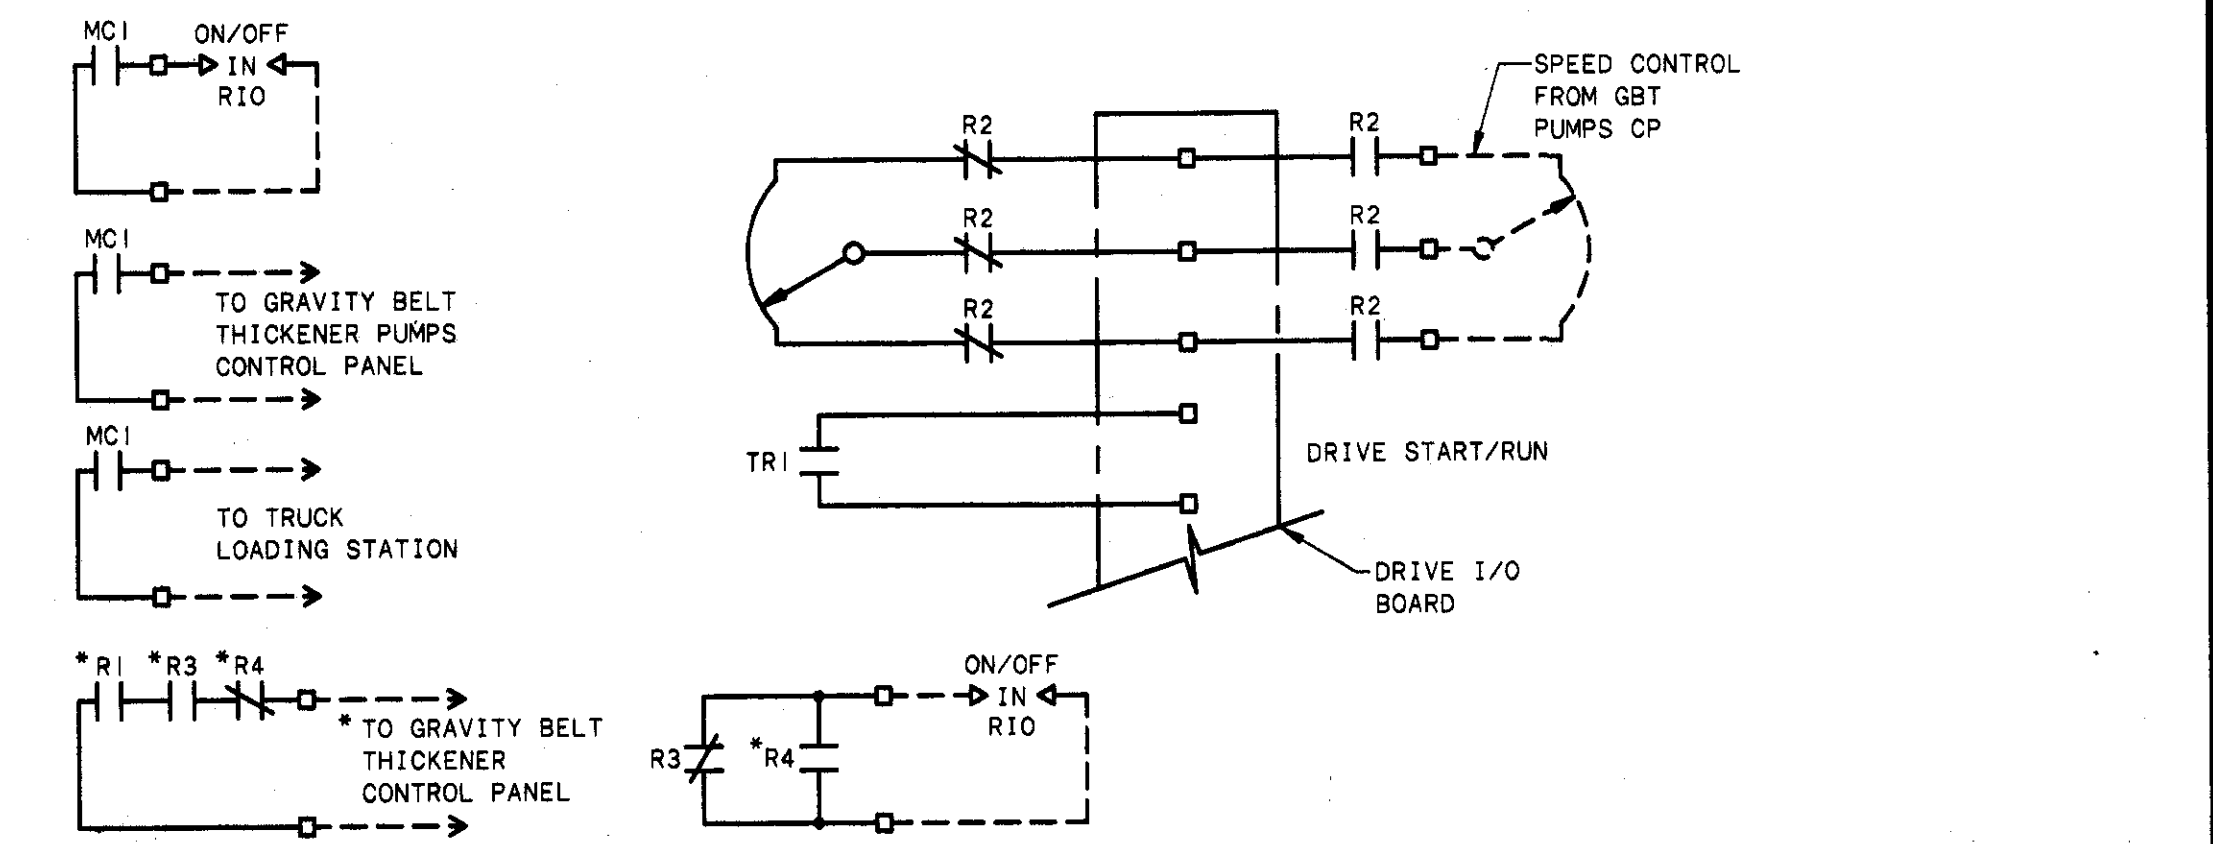 MC1
ON/OFF
IN
RIO
MC1
TO GRAVITY BELT
THICKENER PUMPS
CONTROL PANEL
MC1
TO TRUCK
LOADING STATION
*R1 *R3 *R4
* TO GRAVITY BELT
THICKENER
CONTROL PANEL
R2
R2
R2
R2
R2
R2
SPEED CONTROL
FROM GBT
PUMPS CP
TR1
DRIVE START/RUN
DRIVE I/O
BOARD
R3
*R4
ON/OFF
IN
RIO